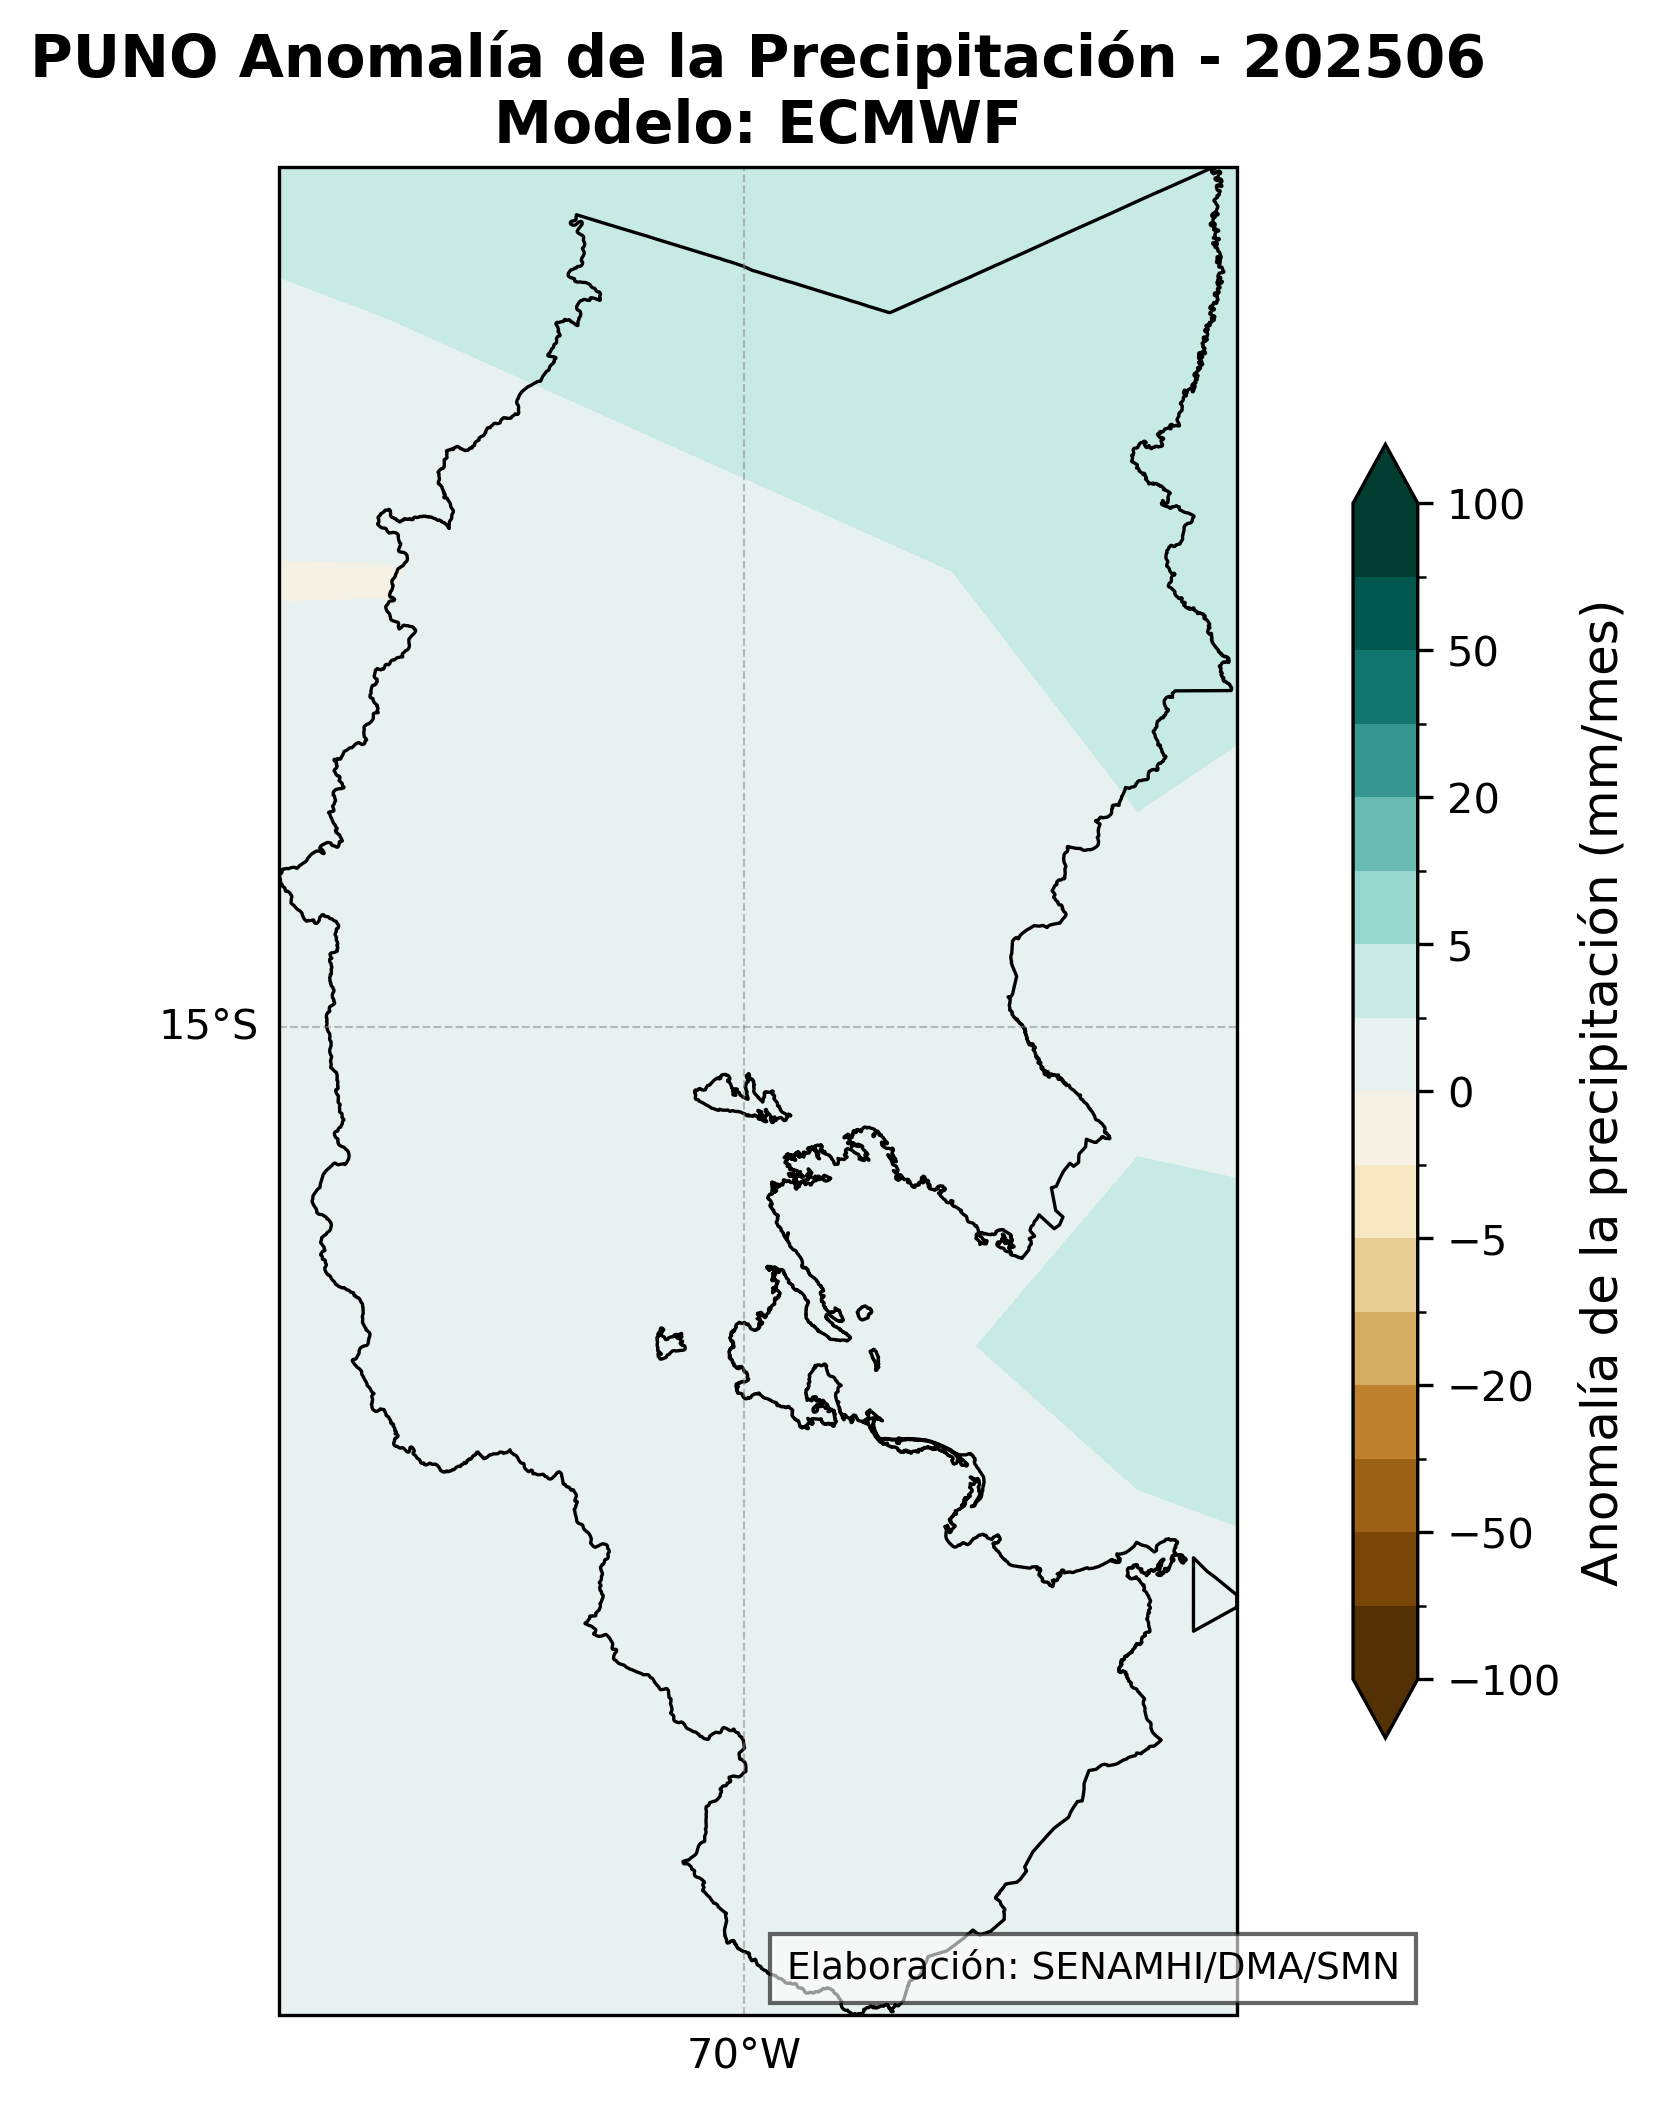 PUNO Anomalía de la Precipitación - 202506
Modelo: ECMWF
15°S
70°W
100
50
20
5
0
−5
−20
−50
−100
Anomalía de la precipitación (mm/mes)
Elaboración: SENAMHI/DMA/SMN